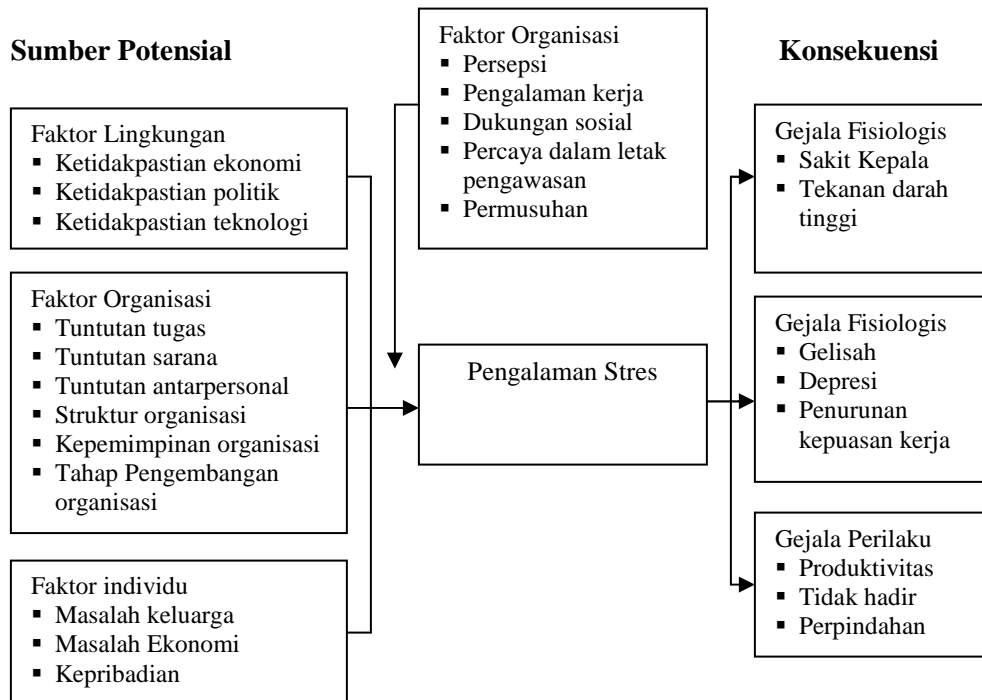 Sumber Potensial
Faktor Lingkungan
▪ Ketidakpastian ekonomi
▪ Ketidakpastian politik
▪ Ketidakpastian teknologi
Faktor Organisasi
▪ Tuntutan tugas
▪ Tuntutan sarana
▪ Tuntutan antarpersonal
▪ Struktur organisasi
▪ Kepemimpinan organisasi
▪ Tahap Pengembangan
organisasi
Faktor individu
▪ Masalah keluarga
▪ Masalah Ekonomi
▪ Kepribadian
Faktor Organisasi
▪ Persepsi
▪ Pengalaman kerja
▪ Dukungan sosial
▪ Percaya dalam letak
pengawasan
▪ Permusuhan
Pengalaman Stres
Konsekuensi
Gejala Fisiologis
▪ Sakit Kepala
▪ Tekanan darah
tinggi
Gejala Fisiologis
▪ Gelisah
▪ Depresi
▪ Penurunan
kepuasan kerja
Gejala Perilaku
▪ Produktivitas
▪ Tidak hadir
▪ Perpindahan